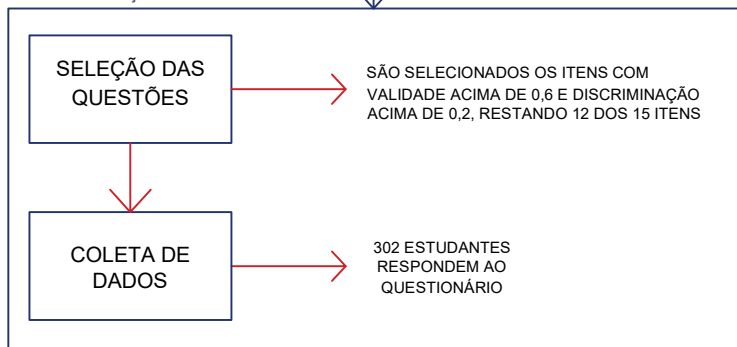 SELEÇÃO DAS
QUESTÕES
SÃO SELECIONADOS OS ITENS COM
VALIDADE ACIMA DE 0,6 E DISCRIMINAÇÃO
ACIMA DE 0,2, RESTANDO 12 DOS 15 ITENS
COLETA DE
DADOS
302 ESTUDANTES
RESPONDEM AO
QUESTIONÁRIO